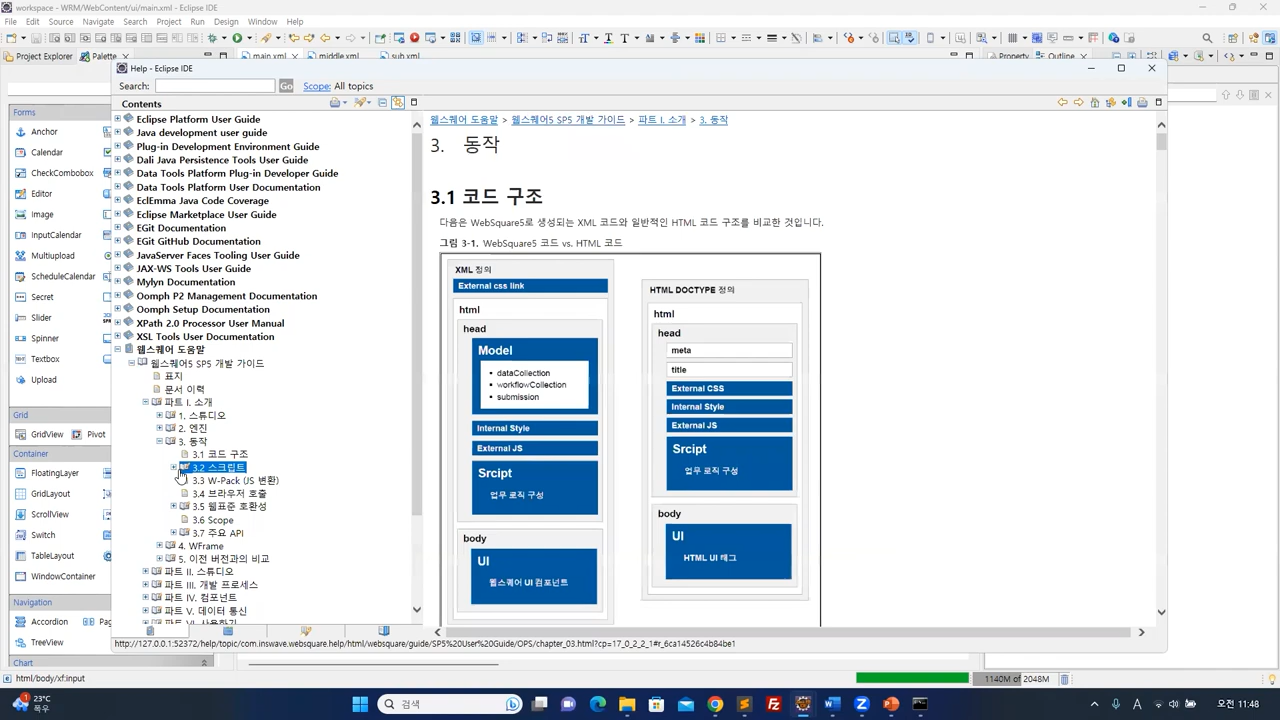 workspace - WRM/WebContent/ui/main.xml - Eclipse IDE
File Edit Source Navigate Search Project Run Design Window Help
Project Explorer Palette main.xml middle.xml sub.xml Property Outline
Help - Eclipse IDE
Search: Go Scope: All topics
Contents
Forms
Anchor
Calendar
CheckCombobox
Editor
Image
InputCalendar
Multiupload
ScheduleCalendar
Secret
Slider
Spinner
Textbox
Upload
Grid
GridView Pivot
Container
FloatingLayer
GridLayout
ScrollView
Switch
TableLayout
WindowContainer
Navigation
Accordion Pag
TreeView
Chart
Eclipse Platform User Guide
Java development user guide
Plug-in Development Environment Guide
Dali Java Persistence Tools User Guide
Data Tools Platform Plug-in Developer Guide
Data Tools Platform User Documentation
EclEmma Java Code Coverage
Eclipse Marketplace User Guide
EGit Documentation
EGit GitHub Documentation
JavaServer Faces Tooling User Guide
JAX-WS Tools User Guide
Mylyn Documentation
Oomph P2 Management Documentation
Oomph Setup Documentation
XPath 2.0 Processor User Manual
XSL Tools User Documentation
웹스퀘어 도움말
웹스퀘어5 SP5 개발 가이드
표지
문서 이력
파트 I. 소개
1. 스튜디오
2. 엔진
3. 동작
3.1 코드 구조
3.2 스크립트
3.3 W-Pack (JS 변환)
3.4 브라우저 호출
3.5 웹표준 호환성
3.6 Scope
3.7 주요 API
4. WFrame
5. 이전 버전과의 비교
파트 II. 스튜디오
파트 III. 개발 프로세스
파트 IV. 컴포넌트
파트 V. 데이터 통신
웹스퀘어 도움말 > 웹스퀘어5 SP5 개발 가이드 > 파트 I. 소개 > 3. 동작
3. 동작
3.1 코드 구조
다음은 WebSquare5로 생성되는 XML 코드와 일반적인 HTML 코드 구조를 비교한 것입니다.
그림 3-1. WebSquare5 코드 vs. HTML 코드
XML 정의
External css link
html
head
Model
• dataCollection
• workflowCollection
• submission
Internal Style
External JS
Srcipt
업무 로직 구성
body
UI
웹스퀘어 UI 컴포넌트
HTML DOCTYPE 정의
html
head
meta
title
External CSS
Internal Style
External JS
Srcipt
업무 로직 구성
body
UI
HTML UI 태그
http://127.0.0.1:52372/help/topic/com.inswave.websquare.help/html/websquare/guide/SP5%20User%20Guide/OPS/chapter_03.html?cp=17_0_2_2_1#r_6ca14526c4b84be1
html/body/xf:input
1140M of 2048M
23°C
폭우
검색
A
오전 11:48